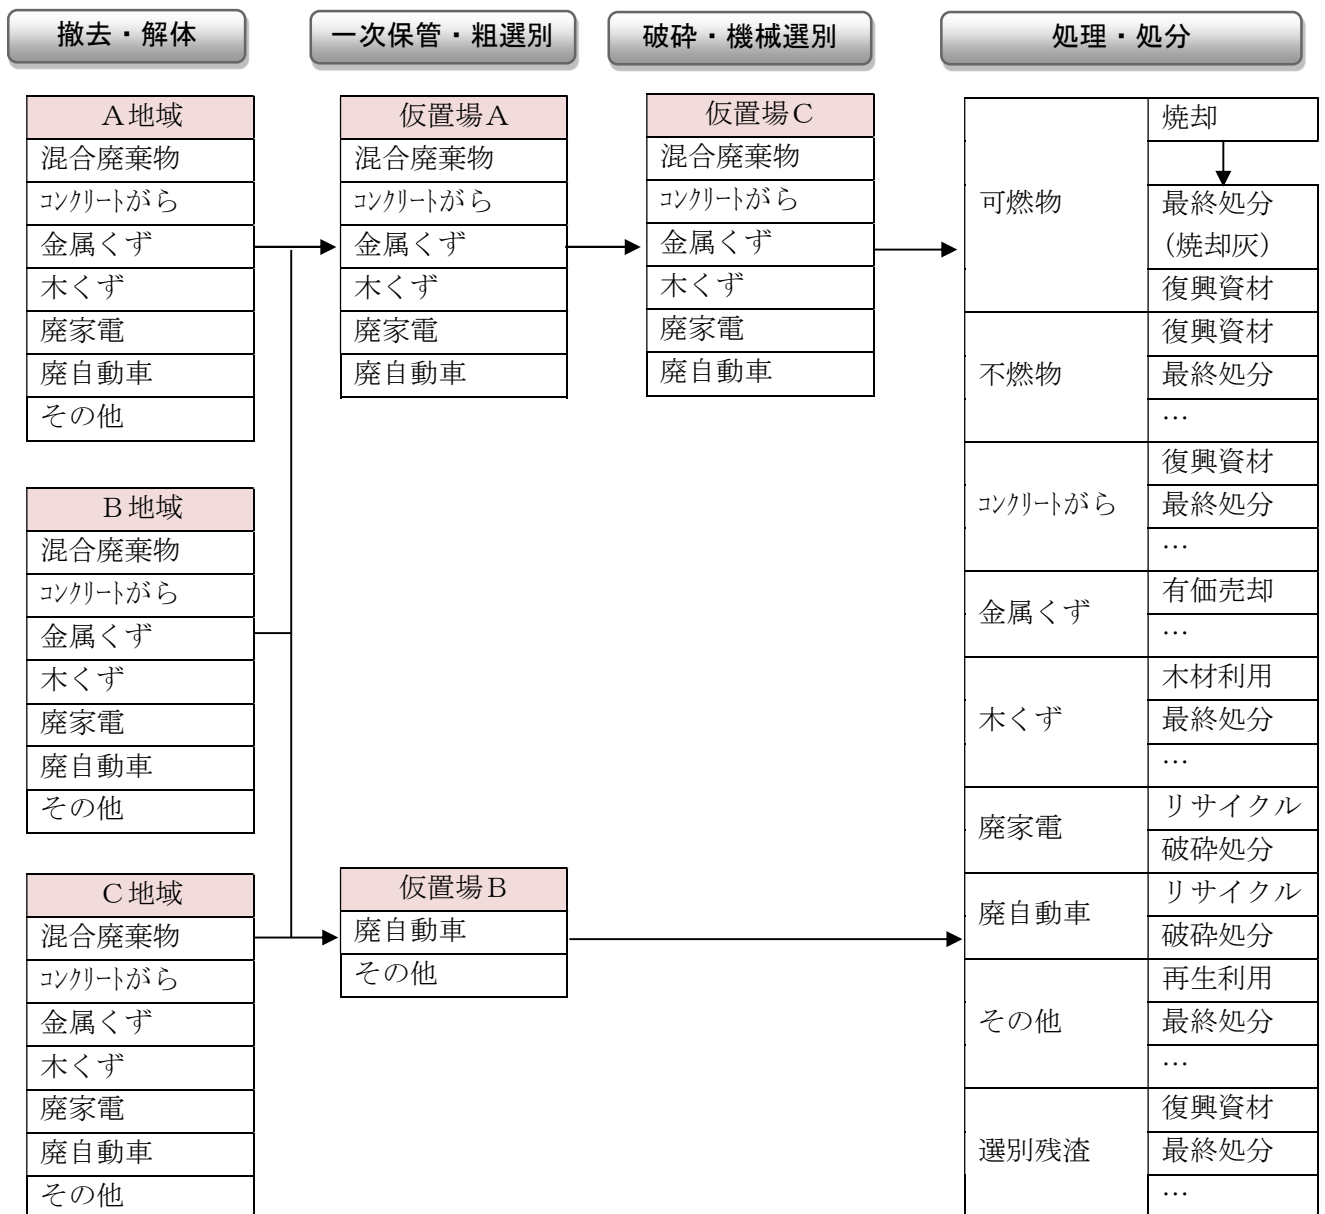 撤去・解体
一次保管・粗選別
破砕・機械選別
処理・処分
A地域
混合廃棄物
コンクリートがら
金属くず
木くず
廃家電
廃自動車
その他
B地域
混合廃棄物
コンクリートがら
金属くず
木くず
廃家電
廃自動車
その他
C地域
混合廃棄物
コンクリートがら
金属くず
木くず
廃家電
廃自動車
その他
仮置場A
混合廃棄物
コンクリートがら
金属くず
木くず
廃家電
廃自動車
仮置場B
廃自動車
その他
仮置場C
混合廃棄物
コンクリートがら
金属くず
木くず
廃家電
廃自動車
可燃物
焼却
最終処分
(焼却灰)
復興資材
不燃物
復興資材
最終処分
…
コンクリートがら
復興資材
最終処分
…
金属くず
有価売却
…
木くず
木材利用
最終処分
…
廃家電
リサイクル
破砕処分
廃自動車
リサイクル
破砕処分
その他
再生利用
最終処分
…
選別残渣
復興資材
最終処分
…